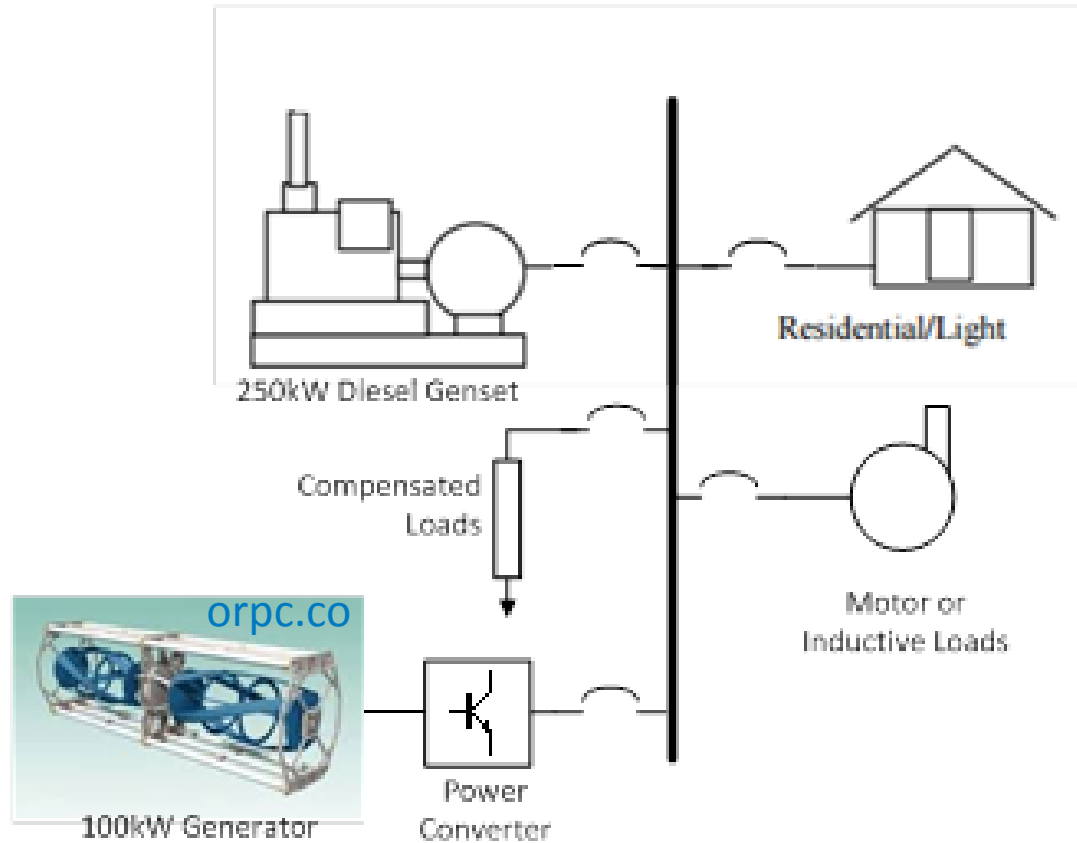 Residential/Light
250kW Diesel Genset
Compensated
Loads
Motor or
Inductive Loads
orpc.co
100kW Generator
Power
Converter